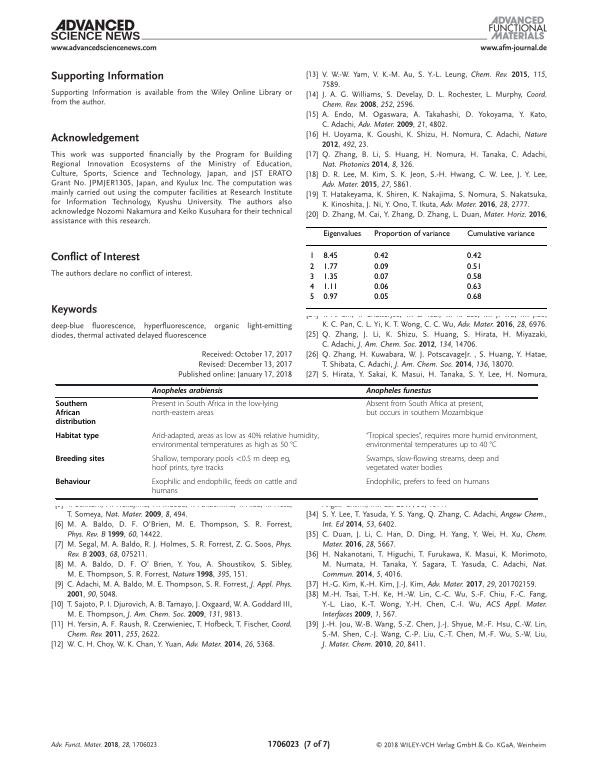 ADVANCED
SCIENCE NEWS
www.advancedsciencenews.com
ADVANCED
FUNCTIONAL
MATERIALS
www.afm-journal.de
Supporting Information
Supporting Information is available from the Wiley Online Library or
from the author.
Acknowledgement
This work was supported financially by the Program for Building
Regional Innovation Ecosystems of the Ministry of Education,
Culture, Sports, Science and Technology, Japan, and JST ERATO
Grant No. JPMJER1305, Japan, and Kyulux Inc. The computation was
mainly carried out using the computer facilities at Research Institute
for Information Technology, Kyushu University. The authors also
acknowledge Nozomi Nakamura and Keiko Kusuhara for their technical
assistance with this research.
Conflict of Interest
The authors declare no conflict of interest.
Keywords
deep-blue fluorescence, hyperfluorescence, organic light-emitting
diodes, thermal activated delayed fluorescence
Received: October 17, 2017
Revised: December 13, 2017
Published online: January 17, 2018
[13] V. W.-W. Yam, V. K.-M. Au, S. Y.-L. Leung, Chem. Rev. 2015, 115,
7589.
[14] J. A. G. Williams, S. Develay, D. L. Rochester, L. Murphy, Coord.
Chem. Rev. 2008, 252, 2596.
[15] A. Endo, M. Ogaswara, A. Takahashi, D. Yokoyama, Y. Kato,
C. Adachi, Adv. Mater. 2009, 21, 4802.
[16] H. Uoyama, K. Goushi, K. Shizu, H. Nomura, C. Adachi, Nature
2012, 492, 23.
[17] Q. Zhang, B. Li, S. Huang, H. Nomura, H. Tanaka, C. Adachi,
Nat. Photonics 2014, 8, 326.
[18] D. R. Lee, M. Kim, S. K. Jeon, S.-H. Hwang, C. W. Lee, J. Y. Lee,
Adv. Mater. 2015, 27, 5861.
[19] T. Hatakeyama, K. Shiren, K. Nakajima, S. Nomura, S. Nakatsuka,
K. Kinoshita, J. Ni, Y. Ono, T. Ikuta, Adv. Mater. 2016, 28, 2777.
[20] D. Zhang, M. Cai, Y. Zhang, D. Zhang, L. Duan, Mater. Horiz. 2016,
Eigenvalues Proportion of variance Cumulative variance
1 8.45 0.42 0.42
2 1.77 0.09 0.51
3 1.35 0.07 0.58
4 1.11 0.06 0.63
5 0.97 0.05 0.68
K. C. Pan, C. L. Yi, K. T. Wong, C. C. Wu, Adv. Mater. 2016, 28, 6976.
[25] Q. Zhang, J. Li, K. Shizu, S. Huang, S. Hirata, H. Miyazaki,
C. Adachi, J. Am. Chem. Soc. 2012, 134, 14706.
[26] Q. Zhang, H. Kuwabara, W. J. PotscavageJr. , S. Huang, Y. Hatae,
T. Shibata, C. Adachi, J. Am. Chem. Soc. 2014, 136, 18070.
[27] S. Hirata, Y. Sakai, K. Masui, H. Tanaka, S. Y. Lee, H. Nomura,
Anopheles arabiensis Anopheles funestus
Southern African distribution Present in South Africa in the low-lying north-eastern areas Absent from South Africa at present, but occurs in southern Mozambique
Habitat type Arid-adapted, areas as low as 40% relative humidity, environmental temperatures as high as 50 °C "Tropical species", requires more humid environment, environmental temperatures up to 40 °C
Breeding sites Shallow, temporary pools <0.5 m deep eg, hoof prints, tyre tracks Swamps, slow-flowing streams, deep and vegetated water bodies
Behaviour Exophilic and endophilic, feeds on cattle and humans Endophilic, prefers to feed on humans
T. Someya, Nat. Mater. 2009, 8, 494.
[6] M. A. Baldo, D. F. O'Brien, M. E. Thompson, S. R. Forrest,
Phys. Rev. B 1999, 60, 14422.
[7] M. Segal, M. A. Baldo, R. J. Holmes, S. R. Forrest, Z. G. Soos, Phys.
Rev. B 2003, 68, 075211.
[8] M. A. Baldo, D. F. O' Brien, Y. You, A. Shoustikov, S. Sibley,
M. E. Thompson, S. R. Forrest, Nature 1998, 395, 151.
[9] C. Adachi, M. A. Baldo, M. E. Thompson, S. R. Forrest, J. Appl. Phys.
2001, 90, 5048.
[10] T. Sajoto, P. I. Djurovich, A. B. Tamayo, J. Oxgaard, W. A. Goddard III,
M. E. Thompson, J. Am. Chem. Soc. 2009, 131, 9813.
[11] H. Yersin, A. F. Raush, R. Czerwieniec, T. Hofbeck, T. Fischer, Coord.
Chem. Rev. 2011, 255, 2622.
[12] W. C. H. Choy, W. K. Chan, Y. Yuan, Adv. Mater. 2014, 26, 5368.
[34] S. Y. Lee, T. Yasuda, Y. S. Yang, Q. Zhang, C. Adachi, Angew Chem.,
Int. Ed 2014, 53, 6402.
[35] C. Duan, J. Li, C. Han, D. Ding, H. Yang, Y. Wei, H. Xu, Chem.
Mater. 2016, 28, 5667.
[36] H. Nakanotani, T. Higuchi, T. Furukawa, K. Masui, K. Morimoto,
M. Numata, H. Tanaka, Y. Sagara, T. Yasuda, C. Adachi, Nat.
Commun. 2014, 5, 4016.
[37] H.-G. Kim, K.-H. Kim, J.-J. Kim, Adv. Mater. 2017, 29, 201702159.
[38] M.-H. Tsai, T.-H. Ke, H.-W. Lin, C.-C. Wu, S.-F. Chiu, F.-C. Fang,
Y.-L. Liao, K.-T. Wong, Y.-H. Chen, C.-I. Wu, ACS Appl. Mater.
Interfaces 2009, 1, 567.
[39] J.-H. Jou, W.-B. Wang, S.-Z. Chen, J.-J. Shyue, M.-F. Hsu, C.-W. Lin,
S.-M. Shen, C.-J. Wang, C.-P. Liu, C.-T. Chen, M.-F. Wu, S.-W. Liu,
J. Mater. Chem. 2010, 20, 8411.
Adv. Funct. Mater. 2018, 28, 1706023
1706023 (7 of 7)
© 2018 WILEY-VCH Verlag GmbH & Co. KGaA, Weinheim